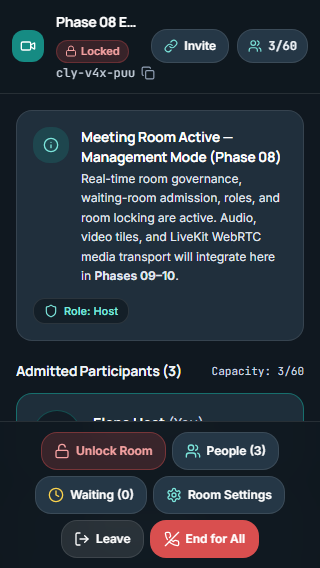 Phase 08 E...
Locked
Invite
3/60
cly-v4x-puu
Meeting Room Active —
Management Mode (Phase 08)
Real-time room governance,
waiting-room admission, roles, and
room locking are active. Audio,
video tiles, and LiveKit WebRTC
media transport will integrate here
in Phases 09–10.
Role: Host
Admitted Participants (3)
Capacity: 3/60
Elena Host (You)
Unlock Room
People (3)
Waiting (0)
Room Settings
Leave
End for All